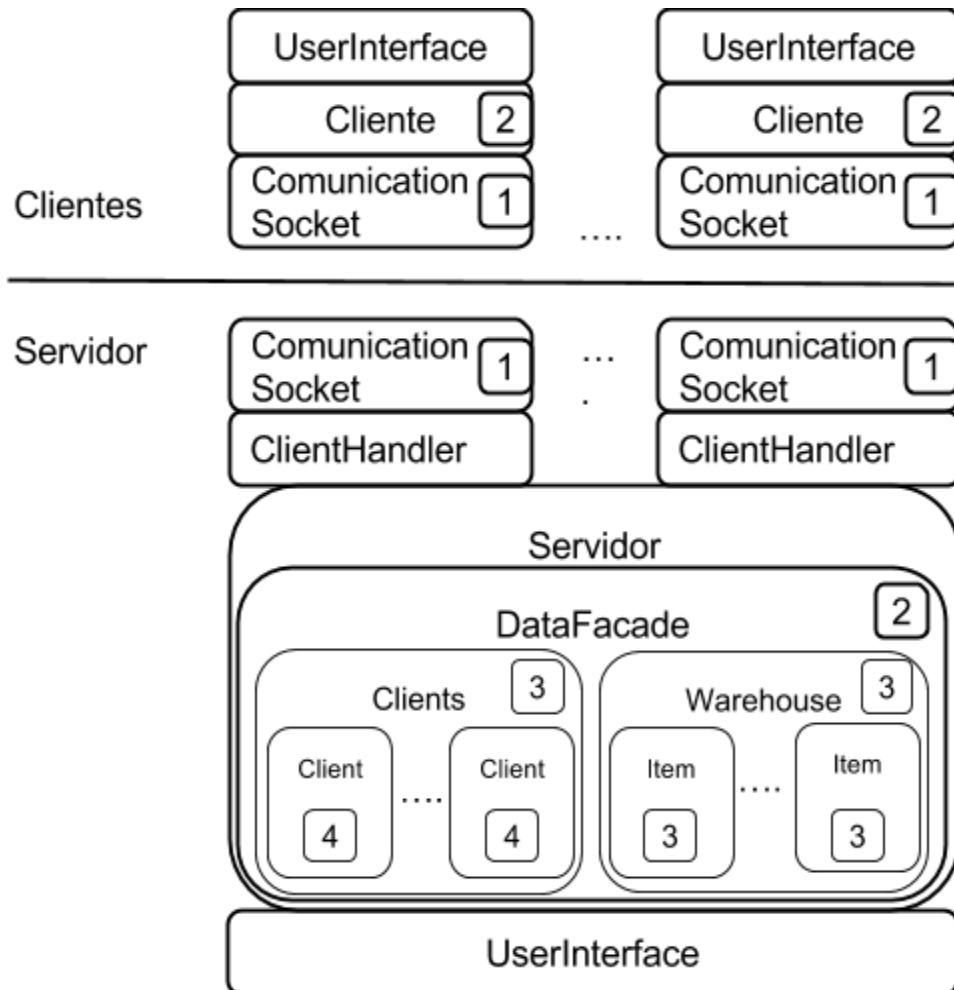 UserInterface UserInterface
Cliente 2 Cliente 2
Clientes
Comunication Socket 1
....
Comunication Socket 1
Servidor
Comunication Socket 1
...
.
Comunication Socket 1
ClientHandler ClientHandler
Servidor
DataFacade 2
Clients 3 Warehouse 3
Client .... Client Item .... Item
4 4 3 3
UserInterface